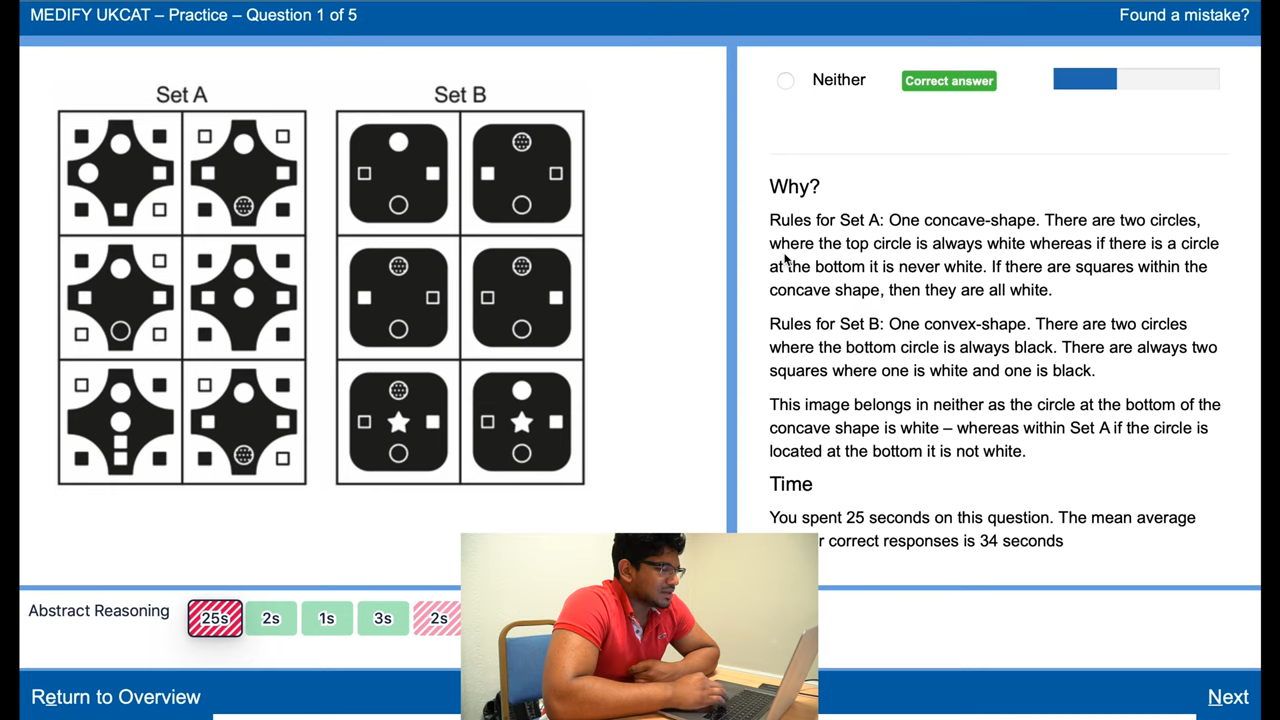 MEDIFY UKCAT – Practice – Question 1 of 5
Found a mistake?
Set A
Set B
Neither
Correct answer
Why?
Rules for Set A: One concave-shape. There are two circles,
where the top circle is always white whereas if there is a circle
at the bottom it is never white. If there are squares within the
concave shape, then they are all white.
Rules for Set B: One convex-shape. There are two circles
where the bottom circle is always black. There are always two
squares where one is white and one is black.
This image belongs in neither as the circle at the bottom of the
concave shape is white – whereas within Set A if the circle is
located at the bottom it is not white.
Time
You spent 25 seconds on this question. The mean average
correct responses is 34 seconds
Abstract Reasoning
25s
2s
1s
3s
2s
Return to Overview
Next